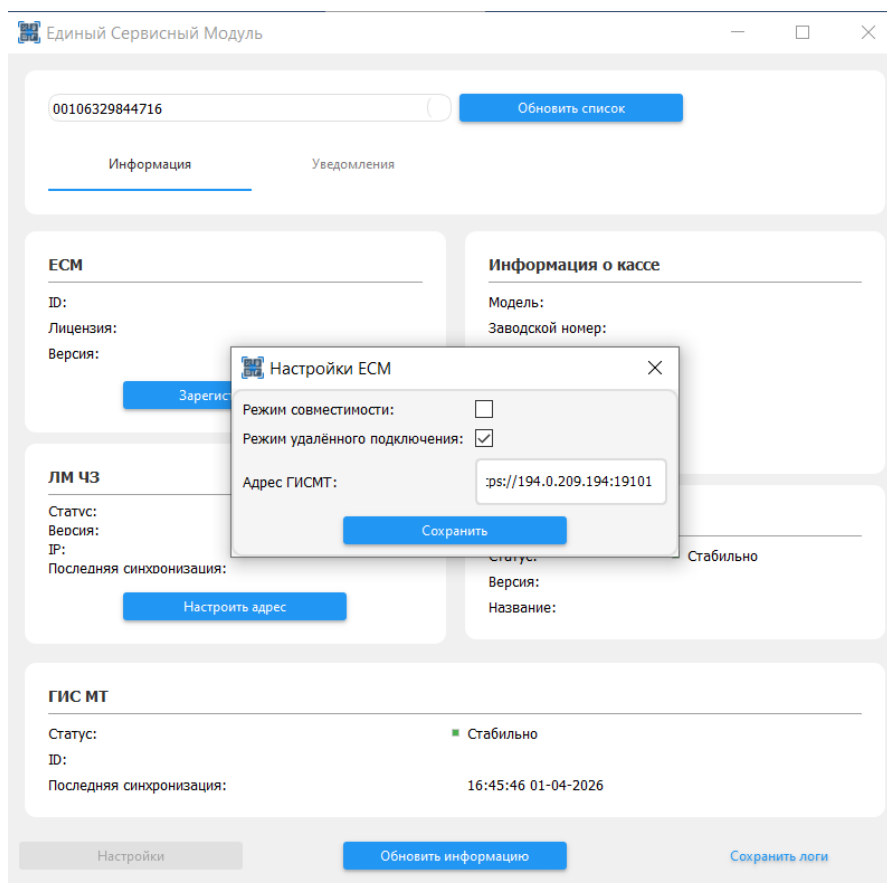 Единый Сервисный Модуль
00106329844716
Обновить список
Информация
Уведомления
ЕСМ
ID:
Лицензия:
Версия:
Зарегис
Информация о кассе
Модель:
Заводской номер:
Настройки ЕСМ
Режим совместимости:
Режим удалённого подключения:
Адрес ГИСМТ:
:ps://194.0.209.194:19101
Сохранить
ЛМ ЧЗ
Статус:
Версия:
IP:
Последняя синхронизация:
Настроить адрес
Статус:
Стабильно
Версия:
Название:
ГИС МТ
Статус:
Стабильно
ID:
Последняя синхронизация:
16:45:46 01-04-2026
Настройки
Обновить информацию
Сохранить логи